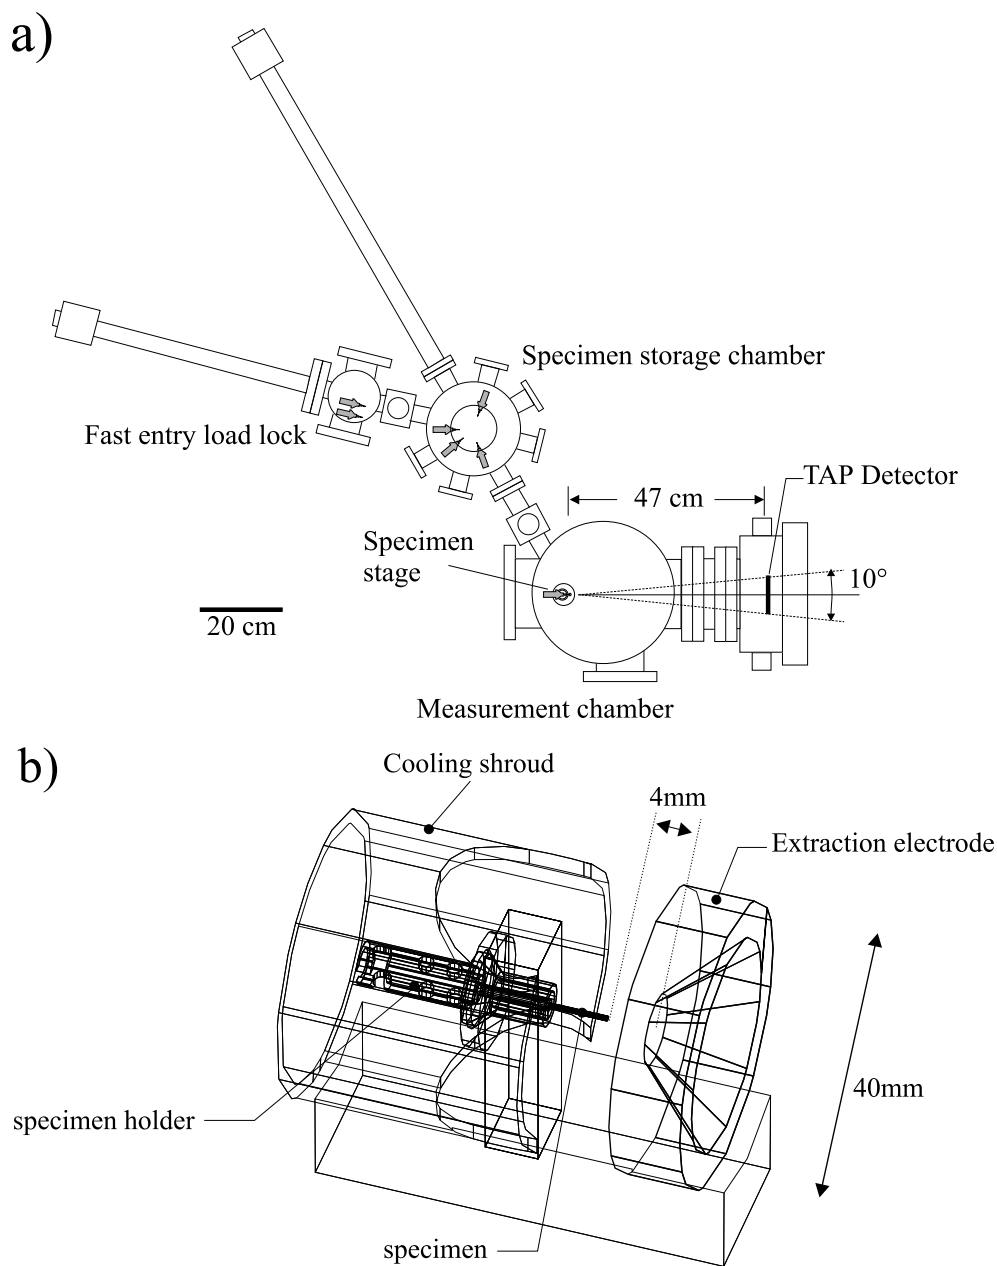 a)
Specimen storage chamber
Fast entry load lock
TAP Detector
47 cm
Specimen
stage
10°
20 cm
Measurement chamber
b)
Cooling shroud
4mm
Extraction electrode
40mm
specimen holder
specimen